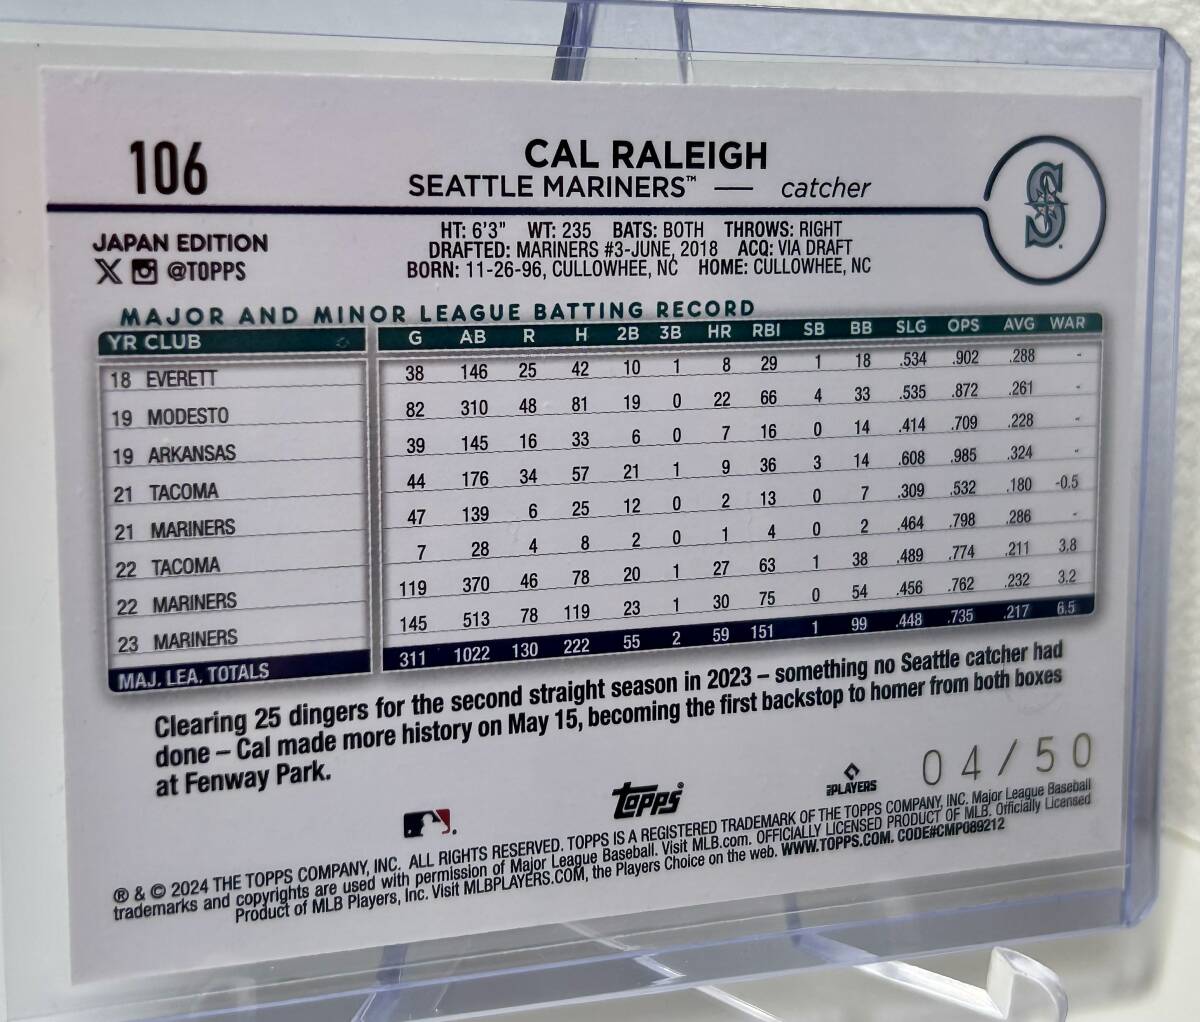 106
CAL RALEIGH
SEATTLE MARINERS™ — catcher
S
JAPAN EDITION
X @TOPPS
HT: 6'3" WT: 235 BATS: BOTH THROWS: RIGHT
DRAFTED: MARINERS #3-JUNE, 2018 ACQ: VIA DRAFT
BORN: 11-26-96, CULLOWHEE, NC HOME: CULLOWHEE, NC
MAJOR AND MINOR LEAGUE BATTING RECORD
YR CLUB G AB R H 2B 3B HR RBI SB BB SLG OPS AVG WAR
18 EVERETT 38 146 25 42 10 1 8 29 1 18 .534 .902 .288 -
19 MODESTO 82 310 48 81 19 0 22 66 4 33 .535 .872 .261 -
19 ARKANSAS 39 145 16 33 6 0 7 16 0 14 .414 .709 .228 -
21 TACOMA 44 176 34 57 21 1 9 36 3 14 .608 .985 .324 -
21 MARINERS 47 139 6 25 12 0 2 13 0 7 .309 .532 .180 -0.5
22 TACOMA 7 28 4 8 2 0 1 4 0 2 .464 .798 .286 -
22 MARINERS 119 370 46 78 20 1 27 63 1 38 .489 .774 .211 3.8
23 MARINERS 145 513 78 119 23 1 30 75 0 54 .456 .762 .232 3.2
MAJ. LEA. TOTALS 311 1022 130 222 55 2 59 151 1 99 .448 .735 .217 6.5
Clearing 25 dingers for the second straight season in 2023 – something no Seattle catcher had
done – Cal made more history on May 15, becoming the first backstop to homer from both boxes
at Fenway Park.
04/50
Topps
PLAYERS
® & © 2024 THE TOPPS COMPANY, INC. ALL RIGHTS RESERVED. TOPPS IS A REGISTERED TRADEMARK OF THE TOPPS COMPANY, INC. Major League Baseball
trademarks and copyrights are used with permission of Major League Baseball. Visit MLB.com. OFFICIALLY LICENSED PRODUCT OF MLB. Officially Licensed
Product of MLB Players, Inc. Visit MLBPLAYERS.COM, the Players Choice on the web. WWW.TOPPS.COM. CODE#CMP089212